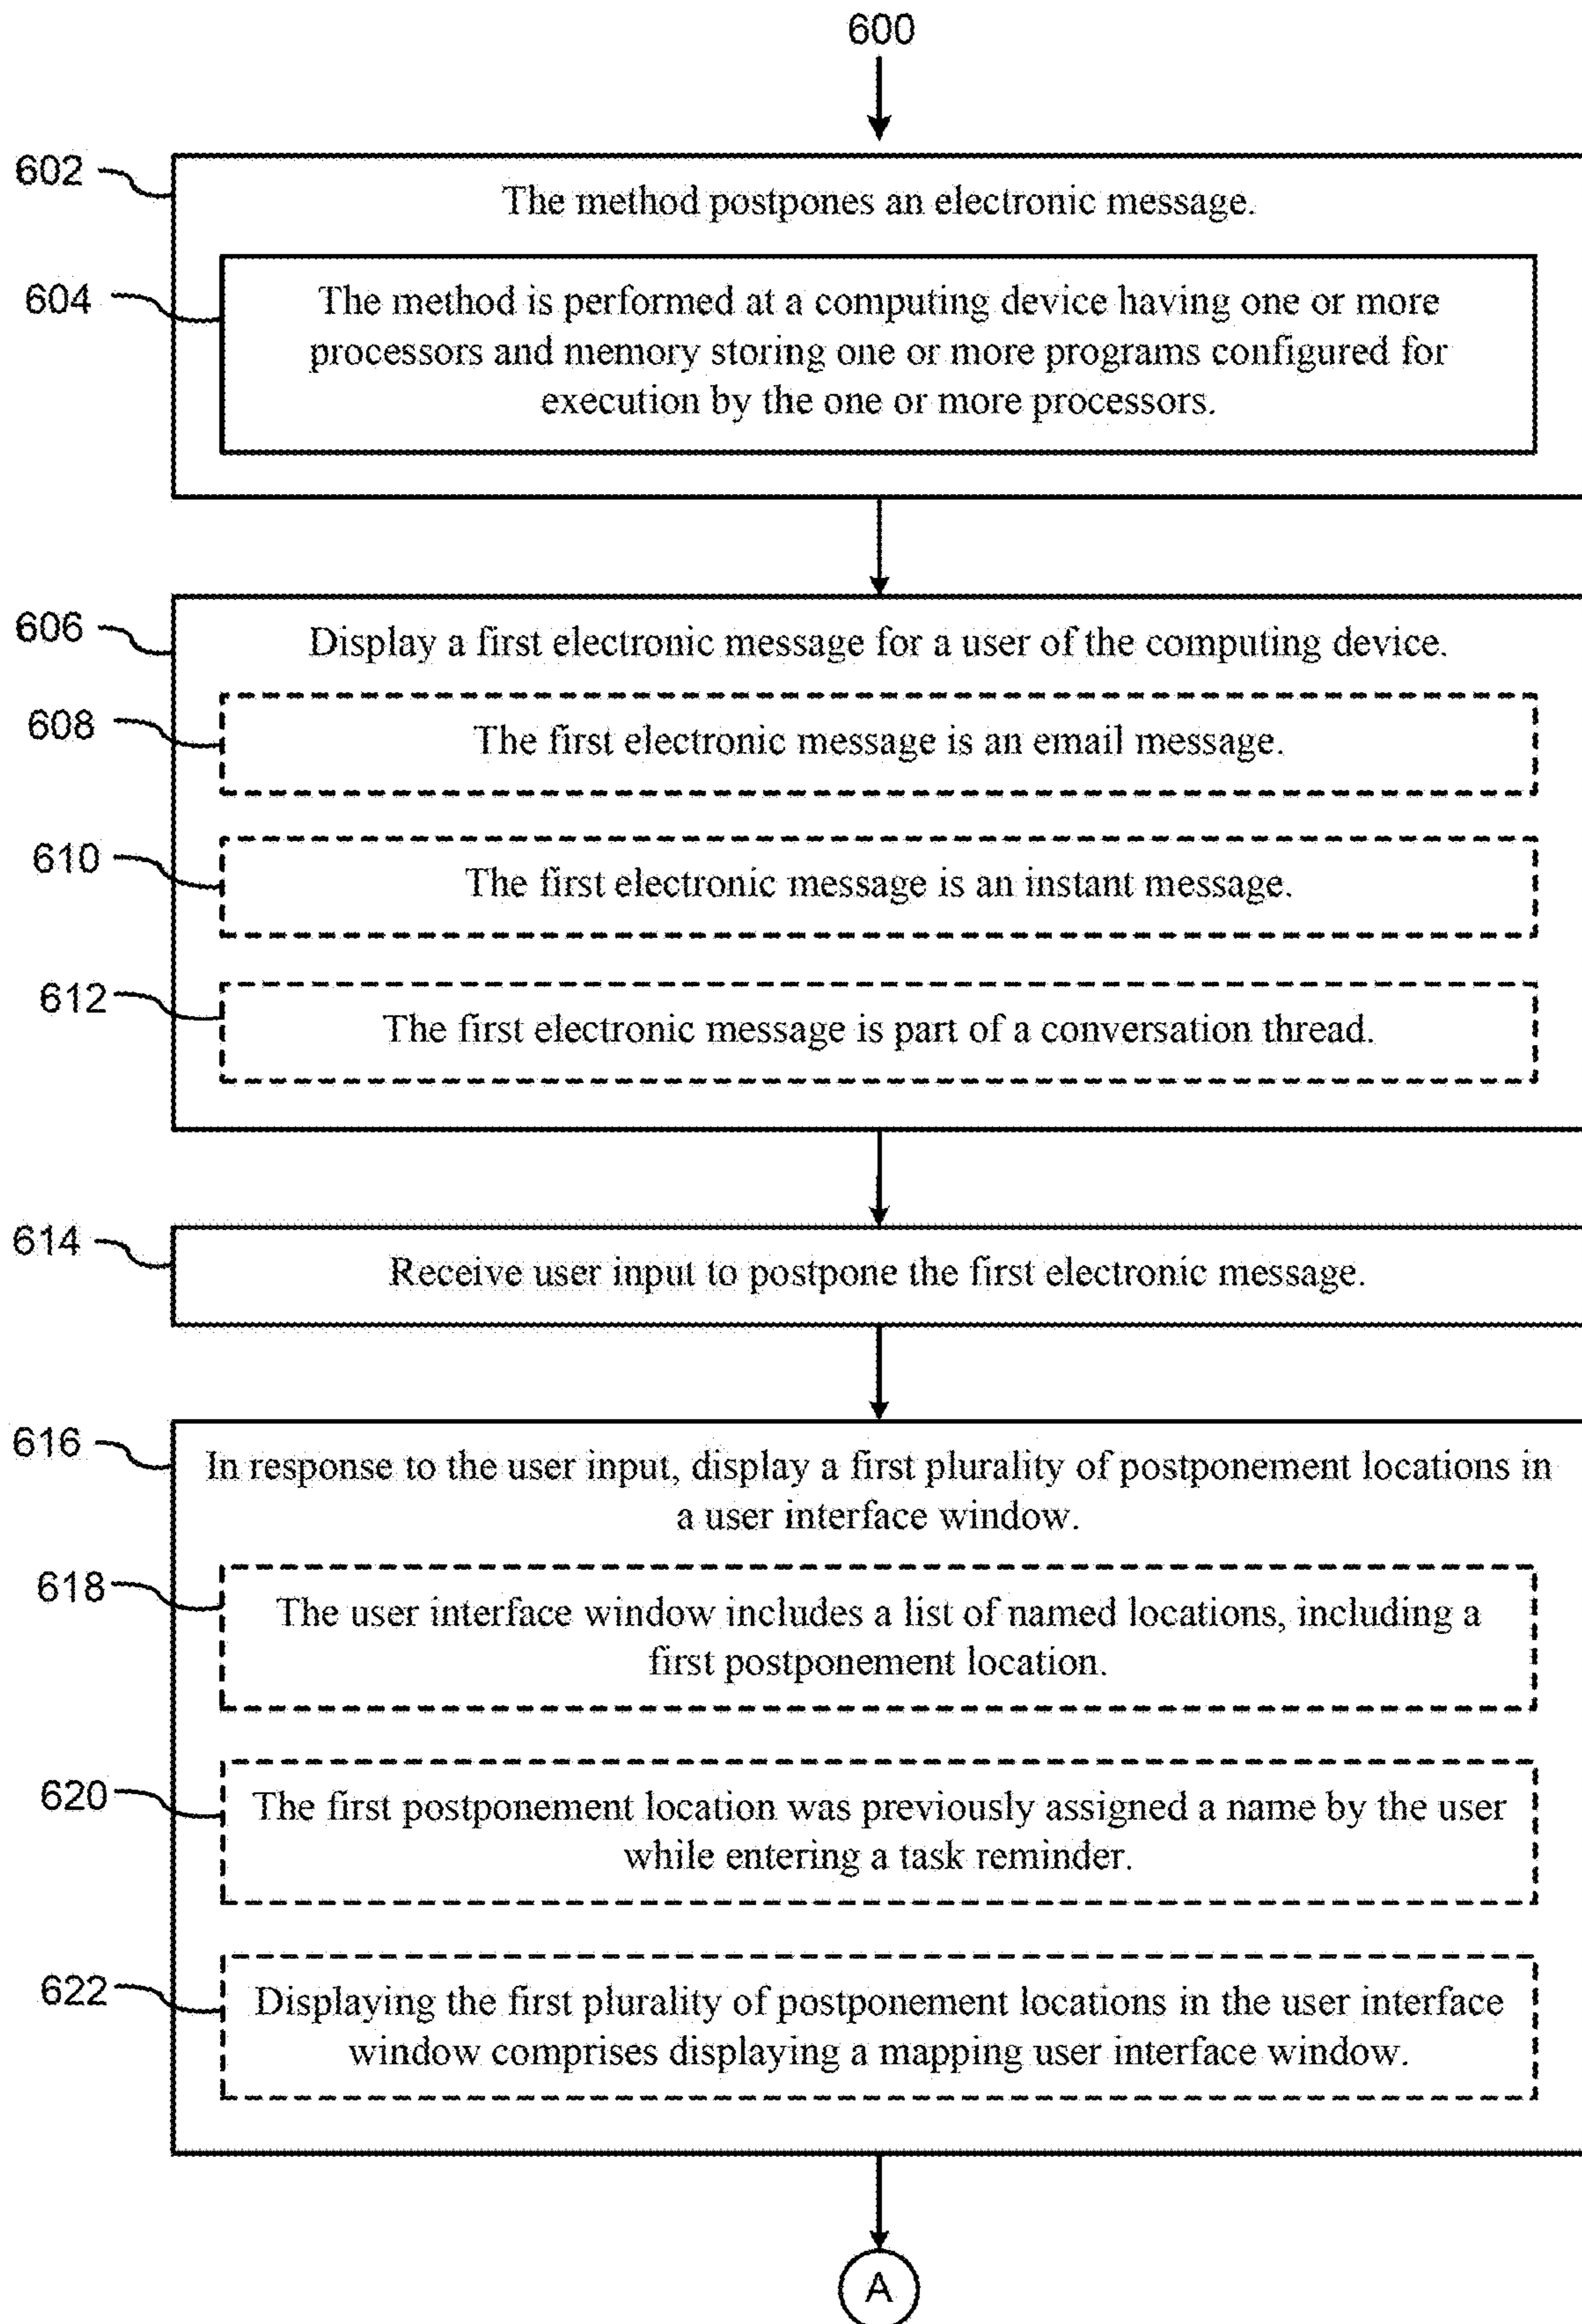 600
602
The method postpones an electronic message.
604
The method is performed at a computing device having one or more
processors and memory storing one or more programs configured for
execution by the one or more processors.
606
Display a first electronic message for a user of the computing device.
608
The first electronic message is an email message.
610
The first electronic message is an instant message.
612
The first electronic message is part of a conversation thread.
614
Receive user input to postpone the first electronic message.
616
In response to the user input, display a first plurality of postponement locations in
a user interface window.
618
The user interface window includes a list of named locations, including a
first postponement location.
620
The first postponement location was previously assigned a name by the user
while entering a task reminder.
622
Displaying the first plurality of postponement locations in the user interface
window comprises displaying a mapping user interface window.
A